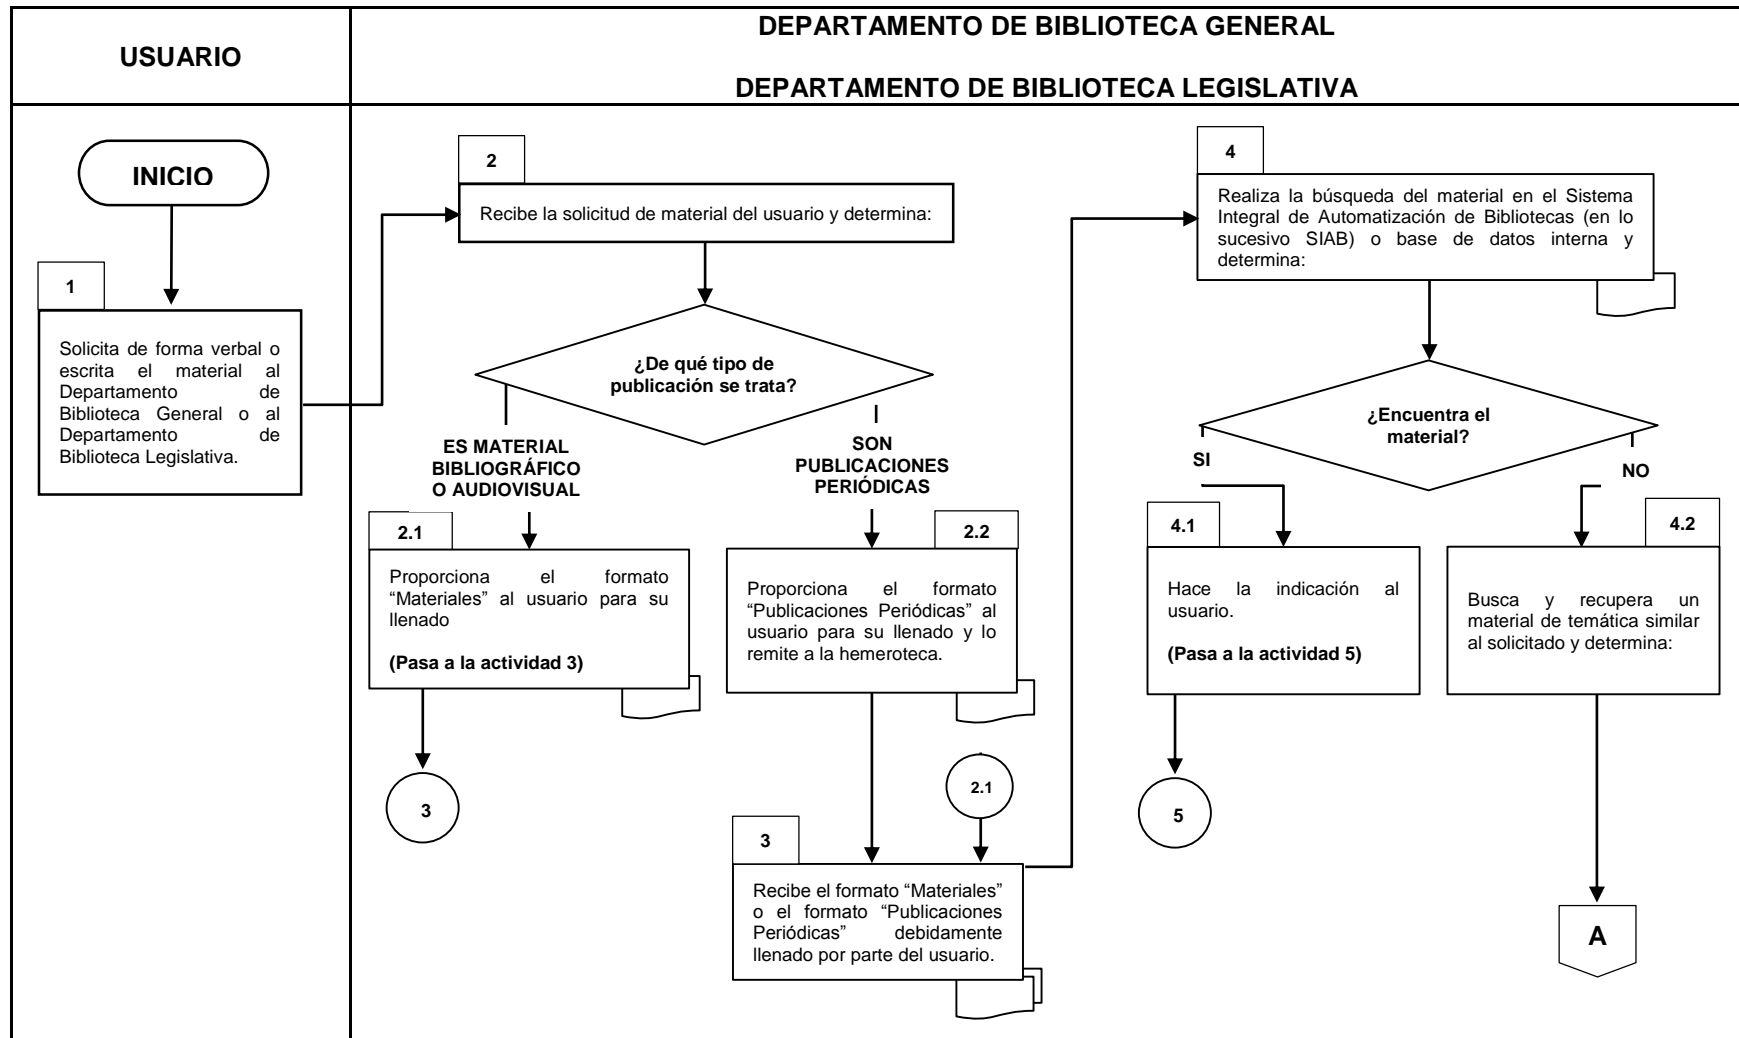 USUARIO
DEPARTAMENTO DE BIBLIOTECA GENERAL
DEPARTAMENTO DE BIBLIOTECA LEGISLATIVA
INICIO
1
Solicita de forma verbal o
escrita el material al
Departamento de
Biblioteca General o al
Departamento de
Biblioteca Legislativa.
2
Recibe la solicitud de material del usuario y determina:
¿De qué tipo de
publicación se trata?
ES MATERIAL
BIBLIOGRÁFICO
O AUDIOVISUAL
SON
PUBLICACIONES
PERIÓDICAS
2.1
Proporciona el formato
“Materiales” al usuario para su
llenado
(Pasa a la actividad 3)
3
2.2
Proporciona el formato
“Publicaciones Periódicas” al
usuario para su llenado y lo
remite a la hemeroteca.
2.1
3
Recibe el formato “Materiales”
o el formato “Publicaciones
Periódicas” debidamente
llenado por parte del usuario.
4
Realiza la búsqueda del material en el Sistema
Integral de Automatización de Bibliotecas (en lo
sucesivo SIAB) o base de datos interna y
determina:
¿Encuentra el
material?
SI
NO
4.1
Hace la indicación al
usuario.
(Pasa a la actividad 5)
5
4.2
Busca y recupera un
material de temática similar
al solicitado y determina:
A